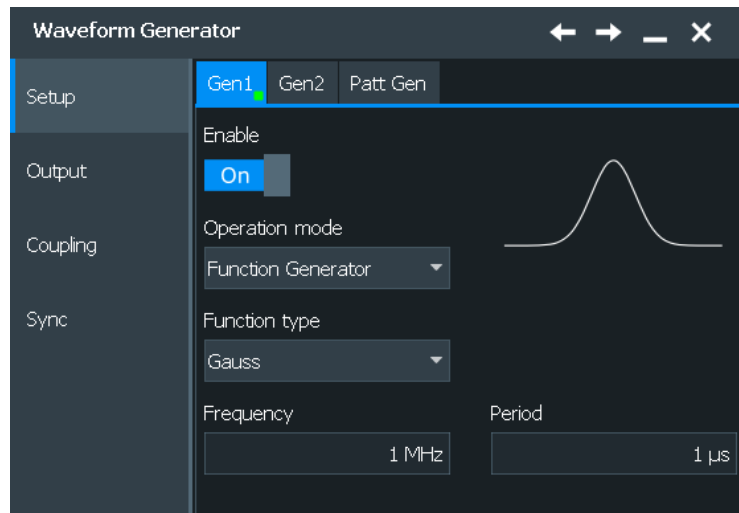 Waveform Generator
Setup
Output
Coupling
Sync
Gen1 Gen2 Patt Gen
Enable
On
Operation mode
Function Generator
Function type
Gauss
Frequency Period
1 MHz 1 µs